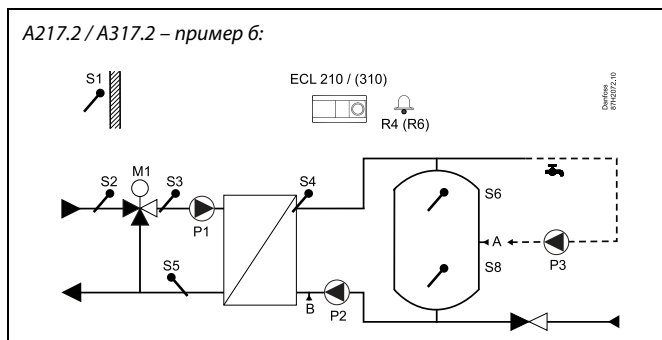 A217.2 / A317.2 – пример б:
S1
ECL 210 / (310)
R4 (R6)
Danfoss
87H2072.10
M1
S2
S3
S4
S6
P1
A
P3
S8
S5
B
P2